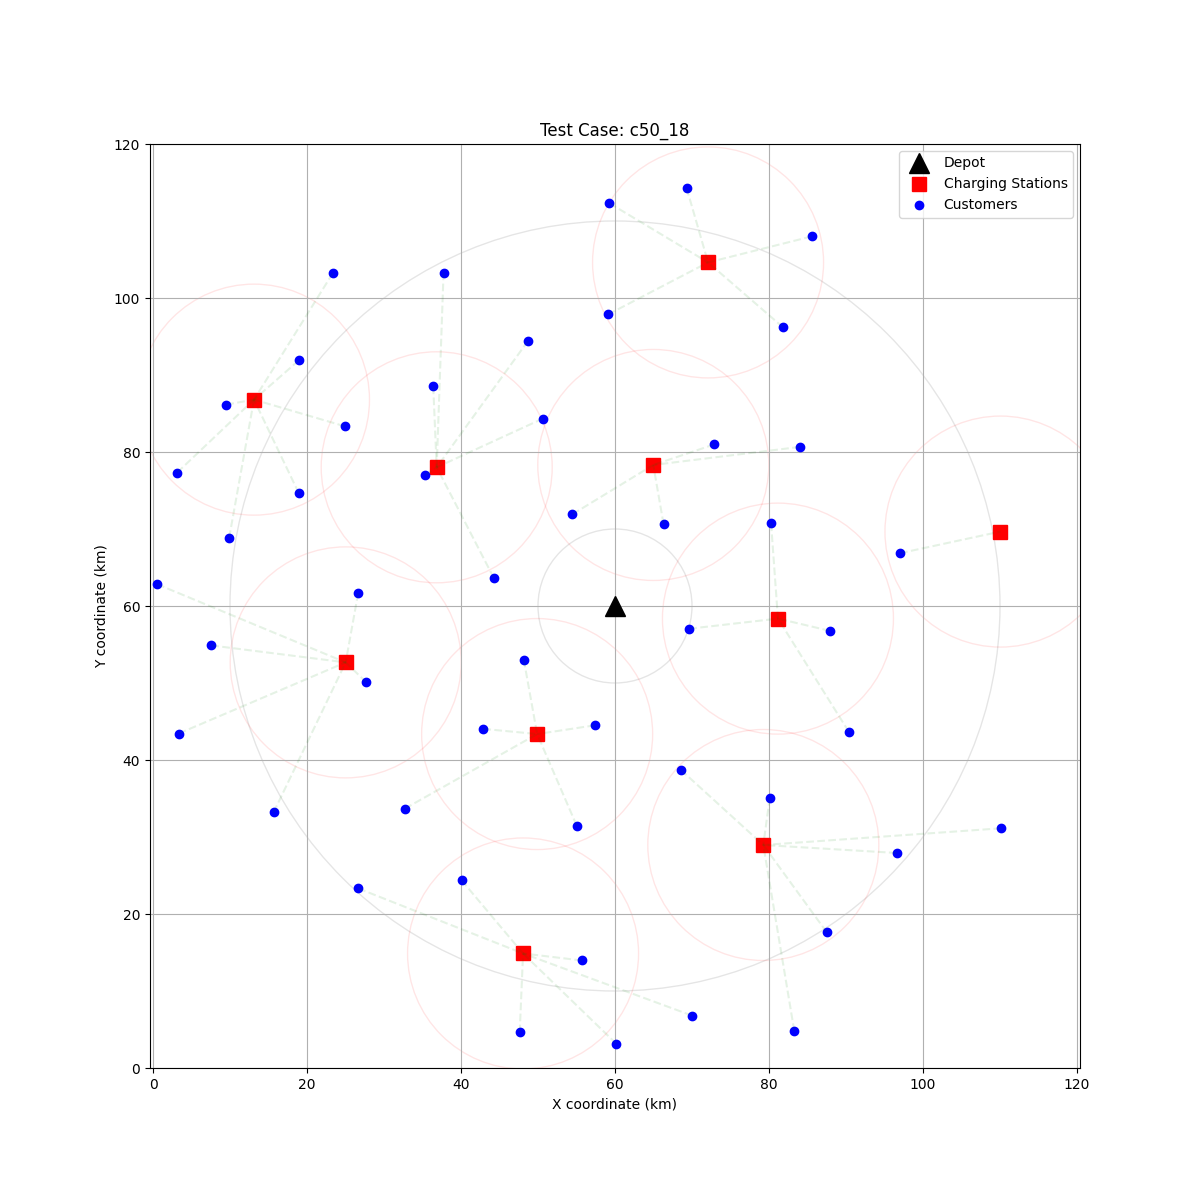 Test Case: c50_18
Depot
Charging Stations
Customers
120
100
80
60
40
20
0
Y coordinate (km)
0 20 40 60 80 100 120
X coordinate (km)